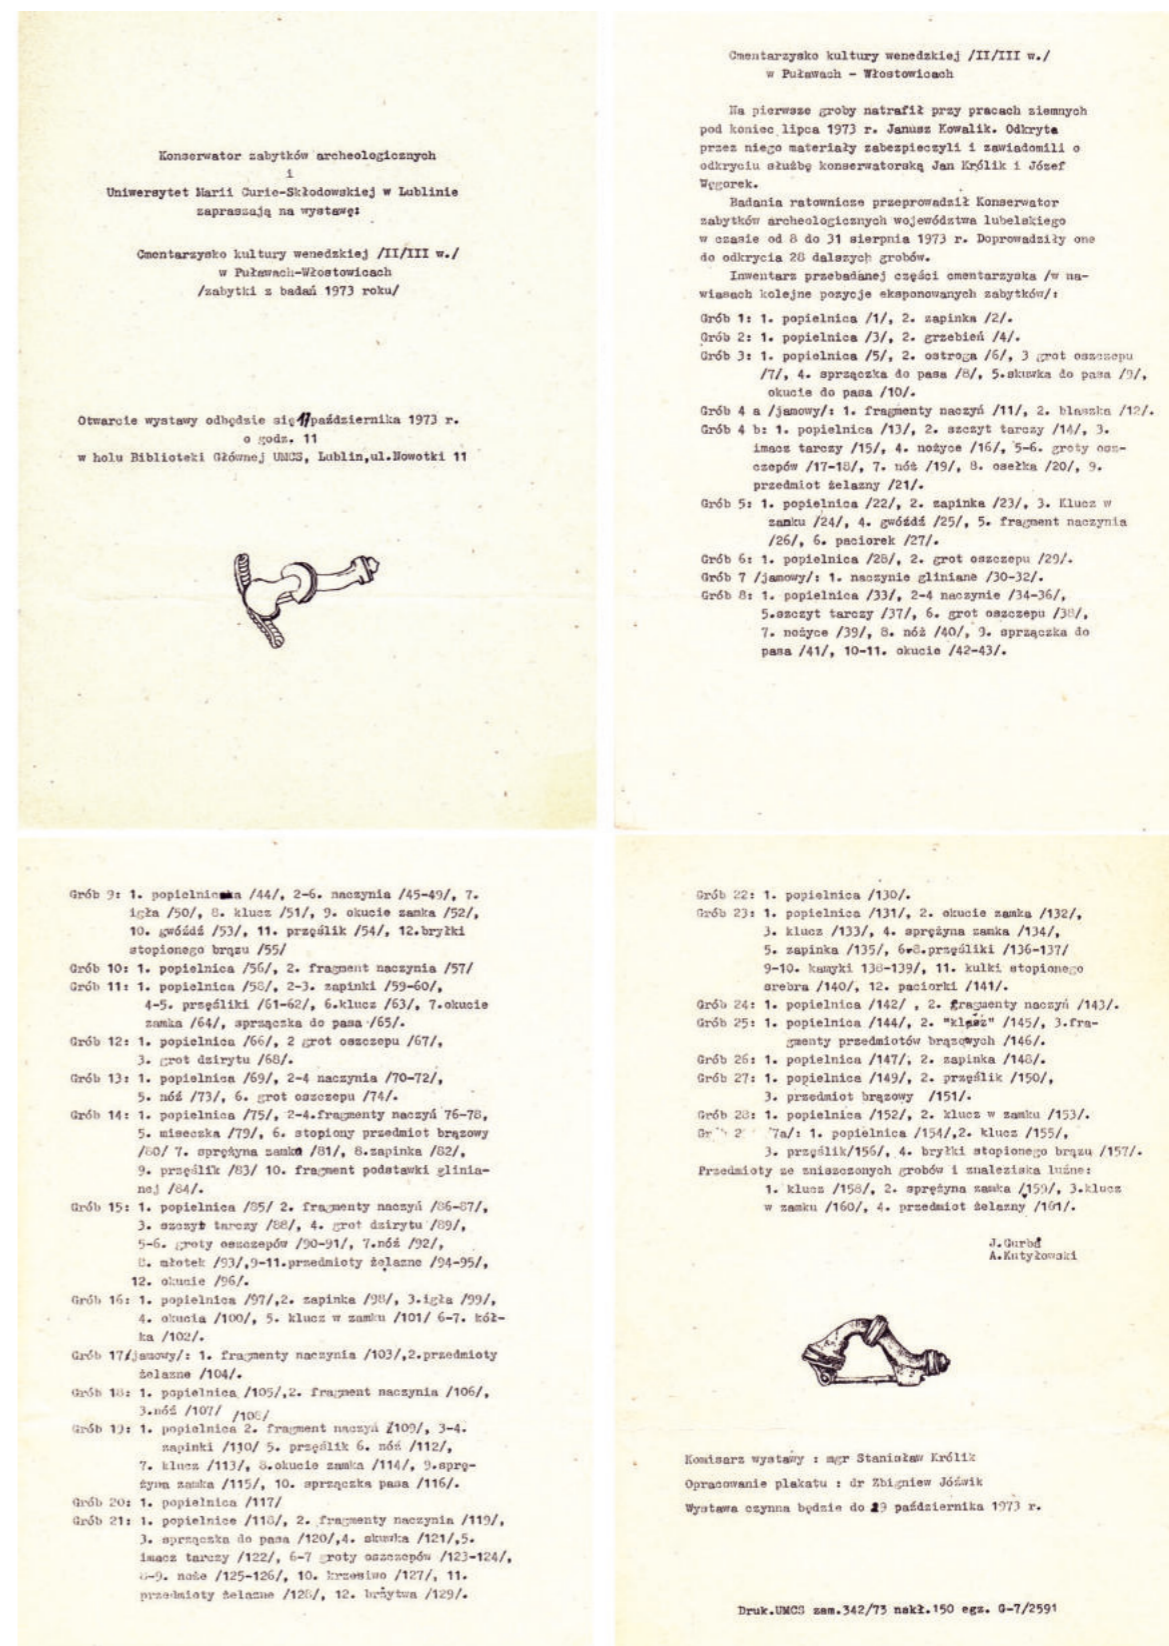 Konserwator zabytków archeologicznych
i
Uniwersytet Marii Curie-Skłodowskiej w Lublinie
zapraszają na wystawę:
Cmentarzysko kultury wenedzkiej /II/III w./
w Puławach-Włostowicach
/zabytki z badań 1973 roku/
Otwarcie wystawy odbędzie się 17 października 1973 r.
o godz. 11
w holu Biblioteki Głównej UMCS, Lublin,ul.Nowotki 11
Cmentarzysko kultury wenedzkiej /II/III w./
w Puławach - Włostowicach
Na pierwsze groby natrafił przy pracach ziemnych
pod koniec lipca 1973 r. Janusz Kowalik. Odkryte
przez niego materiały zabezpieczyli i zawiadomili o
odkryciu służbę konserwatorską Jan Królik i Józef
Węgorek.
Badania ratownicze przeprowadził Konserwator
zabytków archeologicznych województwa lubelskiego
w czasie od 8 do 31 sierpnia 1973 r. Doprowadziły one
do odkrycia 28 dalszych grobów.
Inwentarz przebadanej części cmentarzyska /w na-
wiasach kolejne pozycje eksponowanych zabytków/:
Grób 1: 1. popielnica /1/, 2. zapinka /2/.
Grób 2: 1. popielnica /3/, 2. grzebień /4/.
Grób 3: 1. popielnica /5/, 2. ostroga /6/, 3 grot oszczepu
/7/, 4. sprzączka do pasa /8/, 5.skuwka do pasa /9/,
okucie do pasa /10/.
Grób 4 a /jamowy/: 1. fragmenty naczyń /11/, 2. blaszka /12/.
Grób 4 b: 1. popielnica /13/, 2. szczyt tarczy /14/, 3.
imacz tarczy /15/, 4. nożyce /16/, 5-6. groty osz-
czepów /17-18/, 7. nóż /19/, 8. osełka /20/, 9.
przedmiot żelazny /21/.
Grób 5: 1. popielnica /22/, 2. zapinka /23/, 3. Klucz w
zamku /24/, 4. gwóźdź /25/, 5. fragment naczynia
/26/, 6. paciorek /27/.
Grób 6: 1. popielnica /28/, 2. grot oszczepu /29/.
Grób 7 /jamowy/: 1. naczynie gliniane /30-32/.
Grób 8: 1. popielnica /33/, 2-4 naczynie /34-36/,
5.szczyt tarczy /37/, 6. grot oszczepu /38/,
7. nożyce /39/, 8. nóż /40/, 9. sprzączka do
pasa /41/, 10-11. okucie /42-43/.
Grób 9: 1. popielniczka /44/, 2-6. naczynia /45-49/, 7.
igła /50/, 8. klucz /51/, 9. okucie zamka /52/,
10. gwóźdź /53/, 11. przęślik /54/, 12.bryłki
stopionego brązu /55/
Grób 10: 1. popielnica /56/, 2. fragment naczynia /57/
Grób 11: 1. popielnica /58/, 2-3. zapinki /59-60/,
4-5. przęśliki /61-62/, 6.klucz /63/, 7.okucie
zamka /64/, sprzączka do pasa /65/.
Grób 12: 1. popielnica /66/, 2 grot oszczepu /67/,
3. grot dzirytu /68/.
Grób 13: 1. popielnica /69/, 2-4 naczynia /70-72/,
5. nóż /73/, 6. grot oszczepu /74/.
Grób 14: 1. popielnica /75/, 2-4.fragmenty naczyń 76-78,
5. miseczka /79/, 6. stopiony przedmiot brązowy
/80/ 7. sprężyna zamka /81/, 8.zapinka /82/,
9. przęślik /83/ 10. fragment podstawki glinia-
nej /84/.
Grób 15: 1. popielnica /85/ 2. fragmenty naczyń /86-87/,
3. szczyt tarczy /88/, 4. grot dzirytu /89/,
5-6. groty oszczepów /90-91/, 7.nóż /92/,
8. młotek /93/,9-11.przedmioty żelazne /94-95/,
12. okucie /96/.
Grób 16: 1. popielnica /97/,2. zapinka /98/, 3.igła /99/,
4. okucia /100/, 5. klucz w zamku /101/ 6-7. kół-
ka /102/.
Grób 17/jamowy/: 1. fragmenty naczynia /103/,2.przedmioty
żelazne /104/.
Grób 18: 1. popielnica /105/,2. fragment naczynia /106/,
3.nóż /107/ /108/
Grób 19: 1. popielnica 2. fragment naczyń /109/, 3-4.
zapinki /110/ 5. przęślik 6. nóż /112/,
7. klucz /113/, 8.okucie zamka /114/, 9.sprę-
żyna zamka /115/, 10. sprzączka pasa /116/.
Grób 20: 1. popielnica /117/
Grób 21: 1. popielnice /118/, 2. fragmenty naczynia /119/,
3. sprzączka do pasa /120/,4. skuwka /121/,5.
imacz tarczy /122/, 6-7 groty oszczepów /123-124/,
8-9. noże /125-126/, 10. krzesiwo /127/, 11.
przedmioty żelazne /128/, 12. brzytwa /129/.
Grób 22: 1. popielnica /130/.
Grób 23: 1. popielnica /131/, 2. okucie zamka /132/,
3. klucz /133/, 4. sprężyna zamka /134/,
5. zapinka /135/, 6-8.przęśliki /136-137/
9-10. kamyki 138-139/, 11. kulki stopionego
srebra /140/, 12. paciorki /141/.
Grób 24: 1. popielnica /142/ , 2. fragmenty naczyń /143/.
Grób 25: 1. popielnica /144/, 2. "klucz" /145/, 3.fra-
gmenty przedmiotów brązowych /146/.
Grób 26: 1. popielnica /147/, 2. zapinka /148/.
Grób 27: 1. popielnica /149/, 2. przęślik /150/,
3. przedmiot brązowy /151/.
Grób 28: 1. popielnica /152/, 2. klucz w zamku /153/.
7a/: 1. popielnica /154/,2. klucz /155/,
3. przęślik/156/, 4. bryłki stopionego brązu /157/.
Przedmioty ze zniszczonych grobów i znaleziska luźne:
1. klucz /158/, 2. sprężyna zamka /159/, 3.klucz
w zamku /160/, 4. przedmiot żelazny /161/.
J.Gurba
A.Kutyłowski
Komisarz wystawy : mgr Stanisław Królik
Opracowanie plakatu : dr Zbigniew Jóźwik
Wystawa czynna będzie do 29 października 1973 r.
Druk.UMCS zam.342/73 nakł.150 egz. G-7/2591